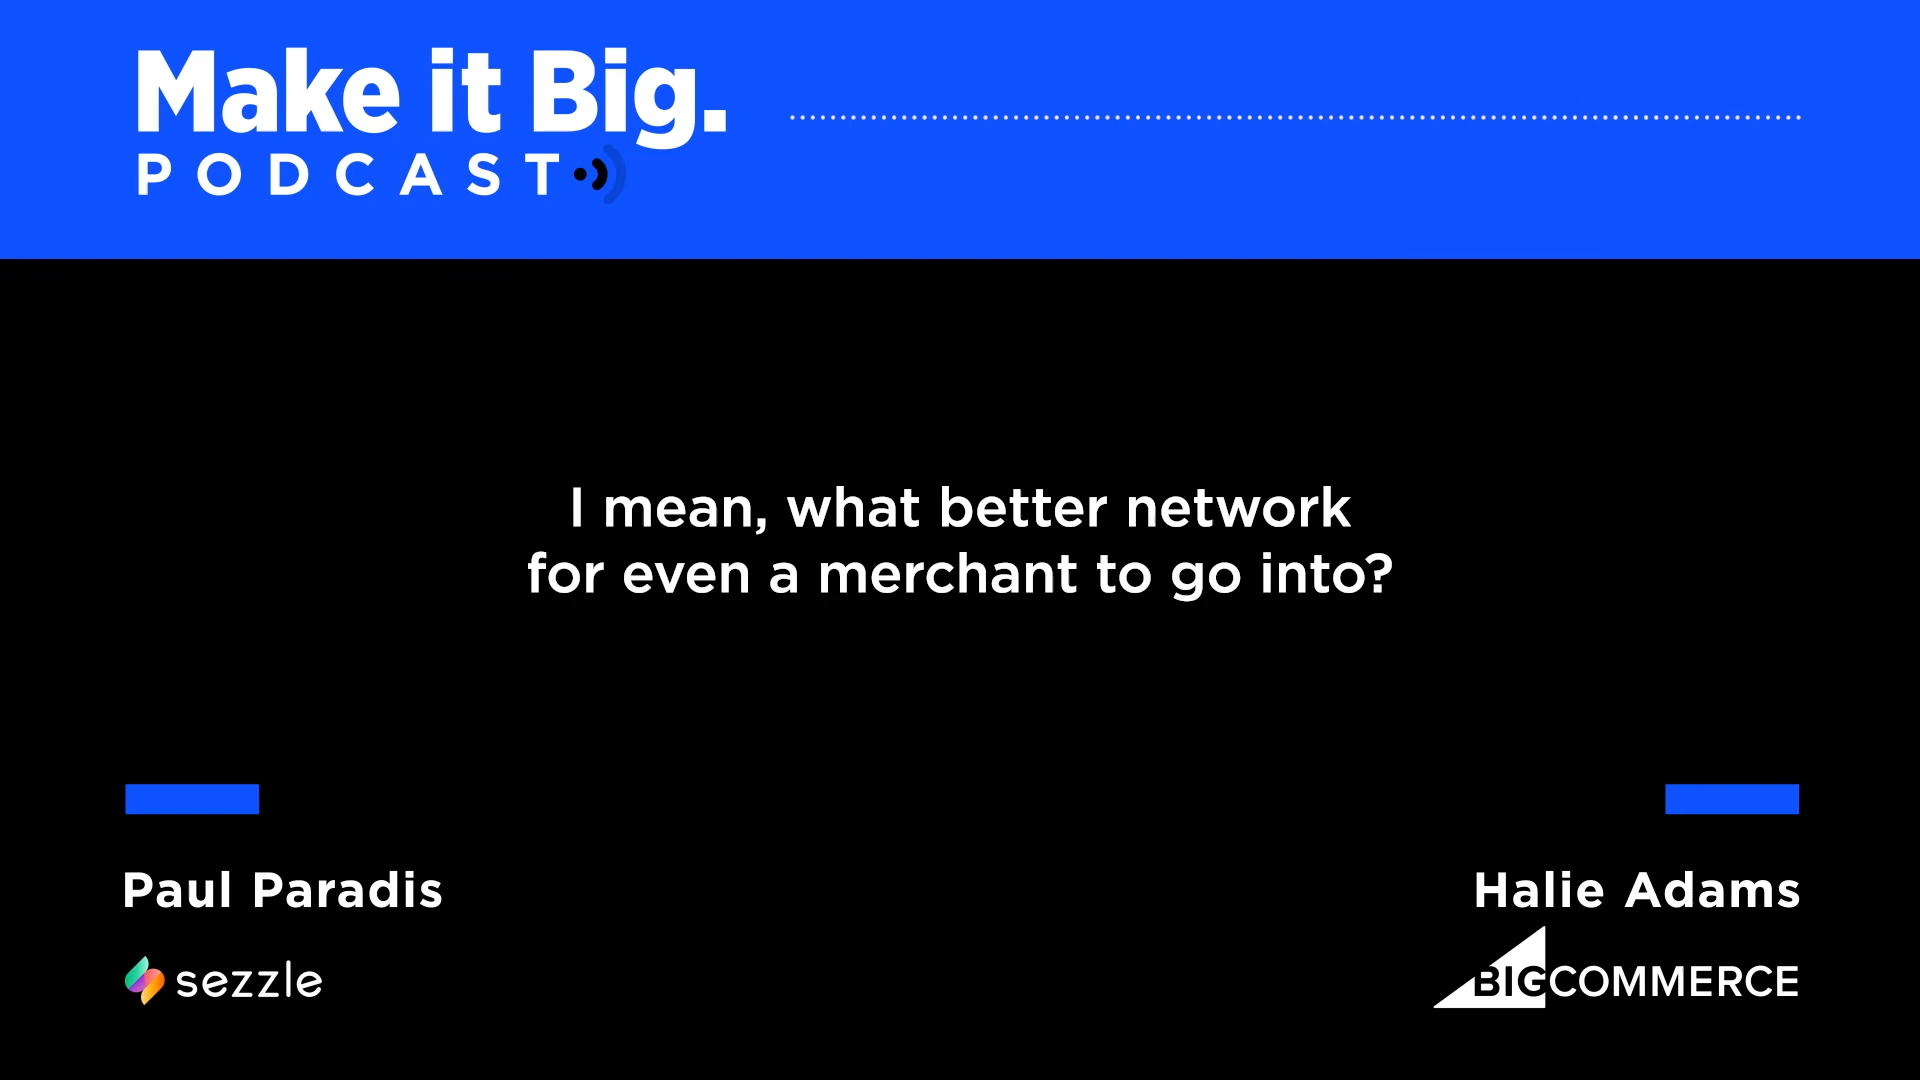 Make it Big.
PODCAST
I mean, what better network
for even a merchant to go into?
Paul Paradis
Halie Adams
sezzle
BIGCOMMERCE